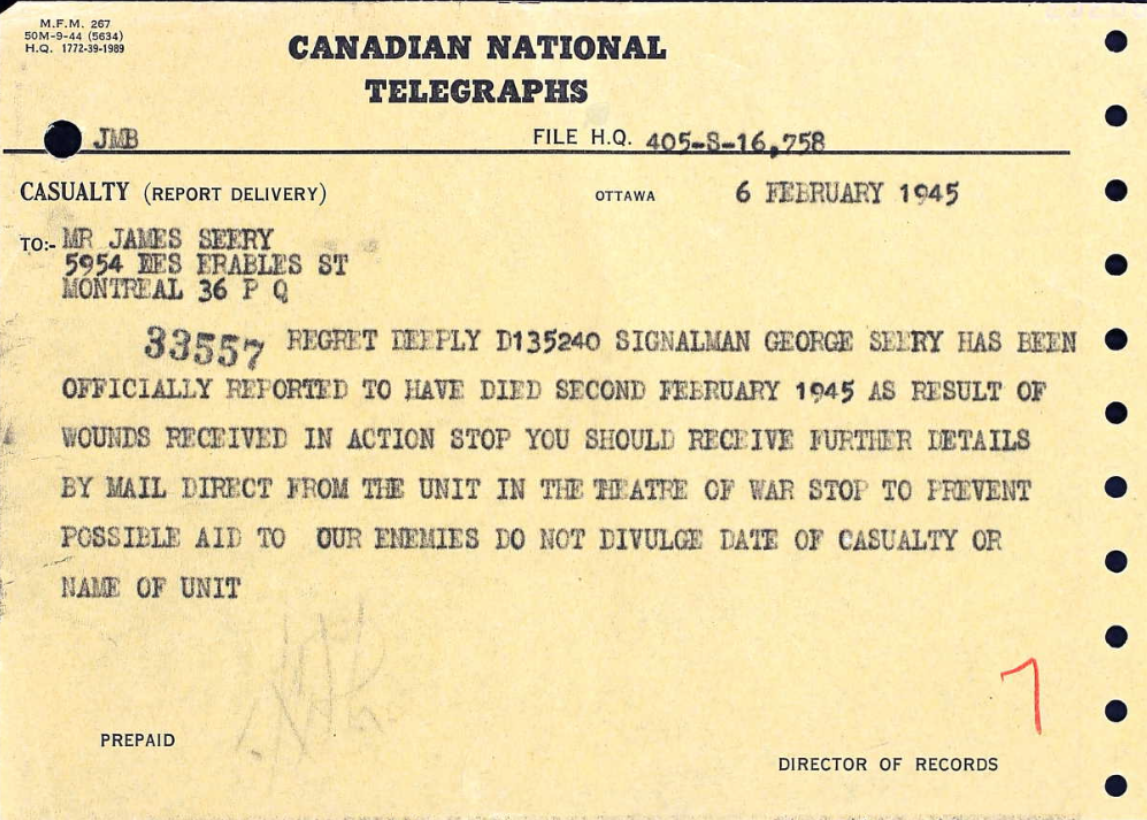 M.F.M. 267
50M-9-44 (5634)
H.Q. 1772-39-1989
CANADIAN NATIONAL
TELEGRAPHS
JMB
FILE H.Q. 405-S-16,758
CASUALTY (REPORT DELIVERY)
OTTAWA 6 FEBRUARY 1945
TO:- MR JAMES SEERY
5954 DES ERABLES ST
MONTREAL 36 P Q
33557 REGRET DEEPLY D135240 SIGNALMAN GEORGE SEERY HAS BEEN
OFFICIALLY REPORTED TO HAVE DIED SECOND FEBRUARY 1945 AS RESULT OF
WOUNDS RECEIVED IN ACTION STOP YOU SHOULD RECEIVE FURTHER DETAILS
BY MAIL DIRECT FROM THE UNIT IN THE THEATRE OF WAR STOP TO PREVENT
POSSIBLE AID TO OUR ENEMIES DO NOT DIVULGE DATE OF CASUALTY OR
NAME OF UNIT
7
PREPAID
DIRECTOR OF RECORDS